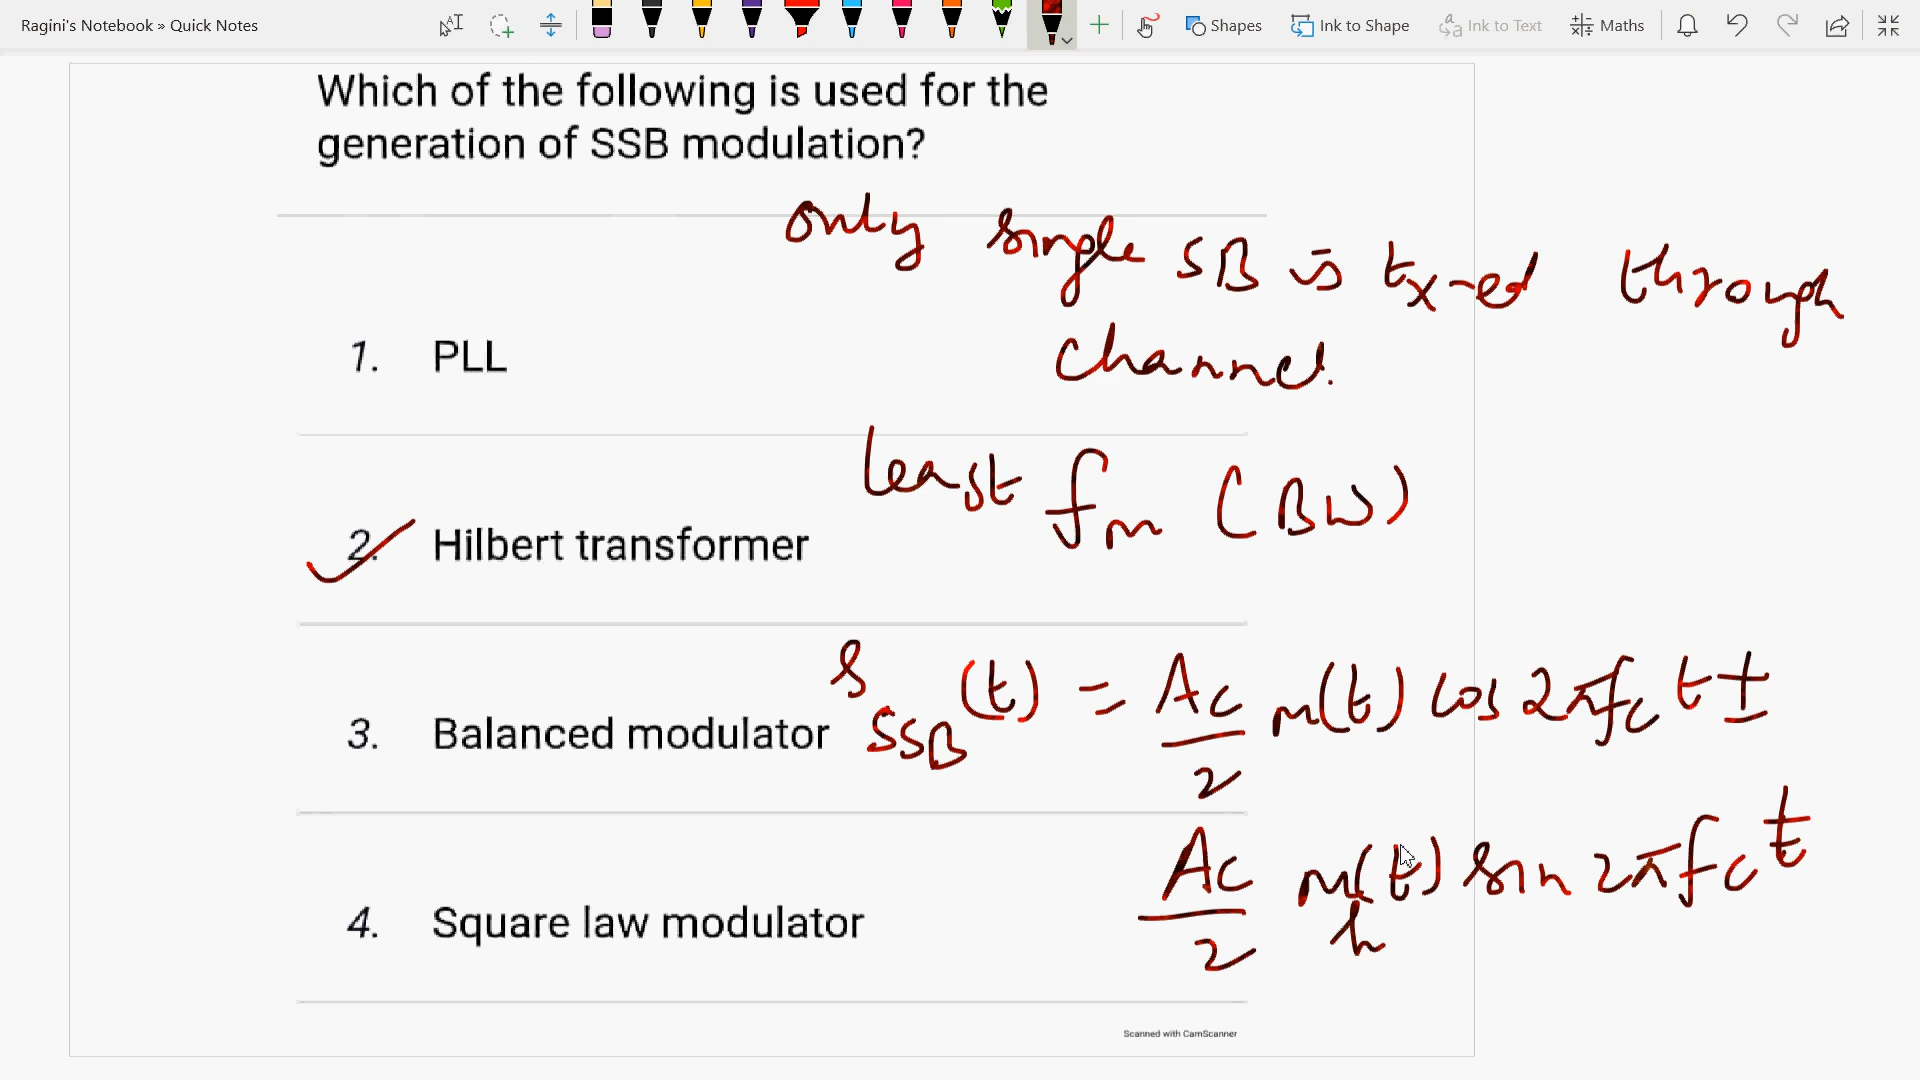 Ragini's Notebook » Quick Notes
Shapes
Ink to Shape
Ink to Text
Maths
Which of the following is used for the
generation of SSB modulation?
only single SB is tx-ed through
channel.
1. PLL
least fm (BW)
2. Hilbert transformer
s SSB (t) = Ac/2 m(t) cos 2πfc t ±
3. Balanced modulator
Ac/2 mh(t) sin 2πfc t
4. Square law modulator
Scanned with CamScanner